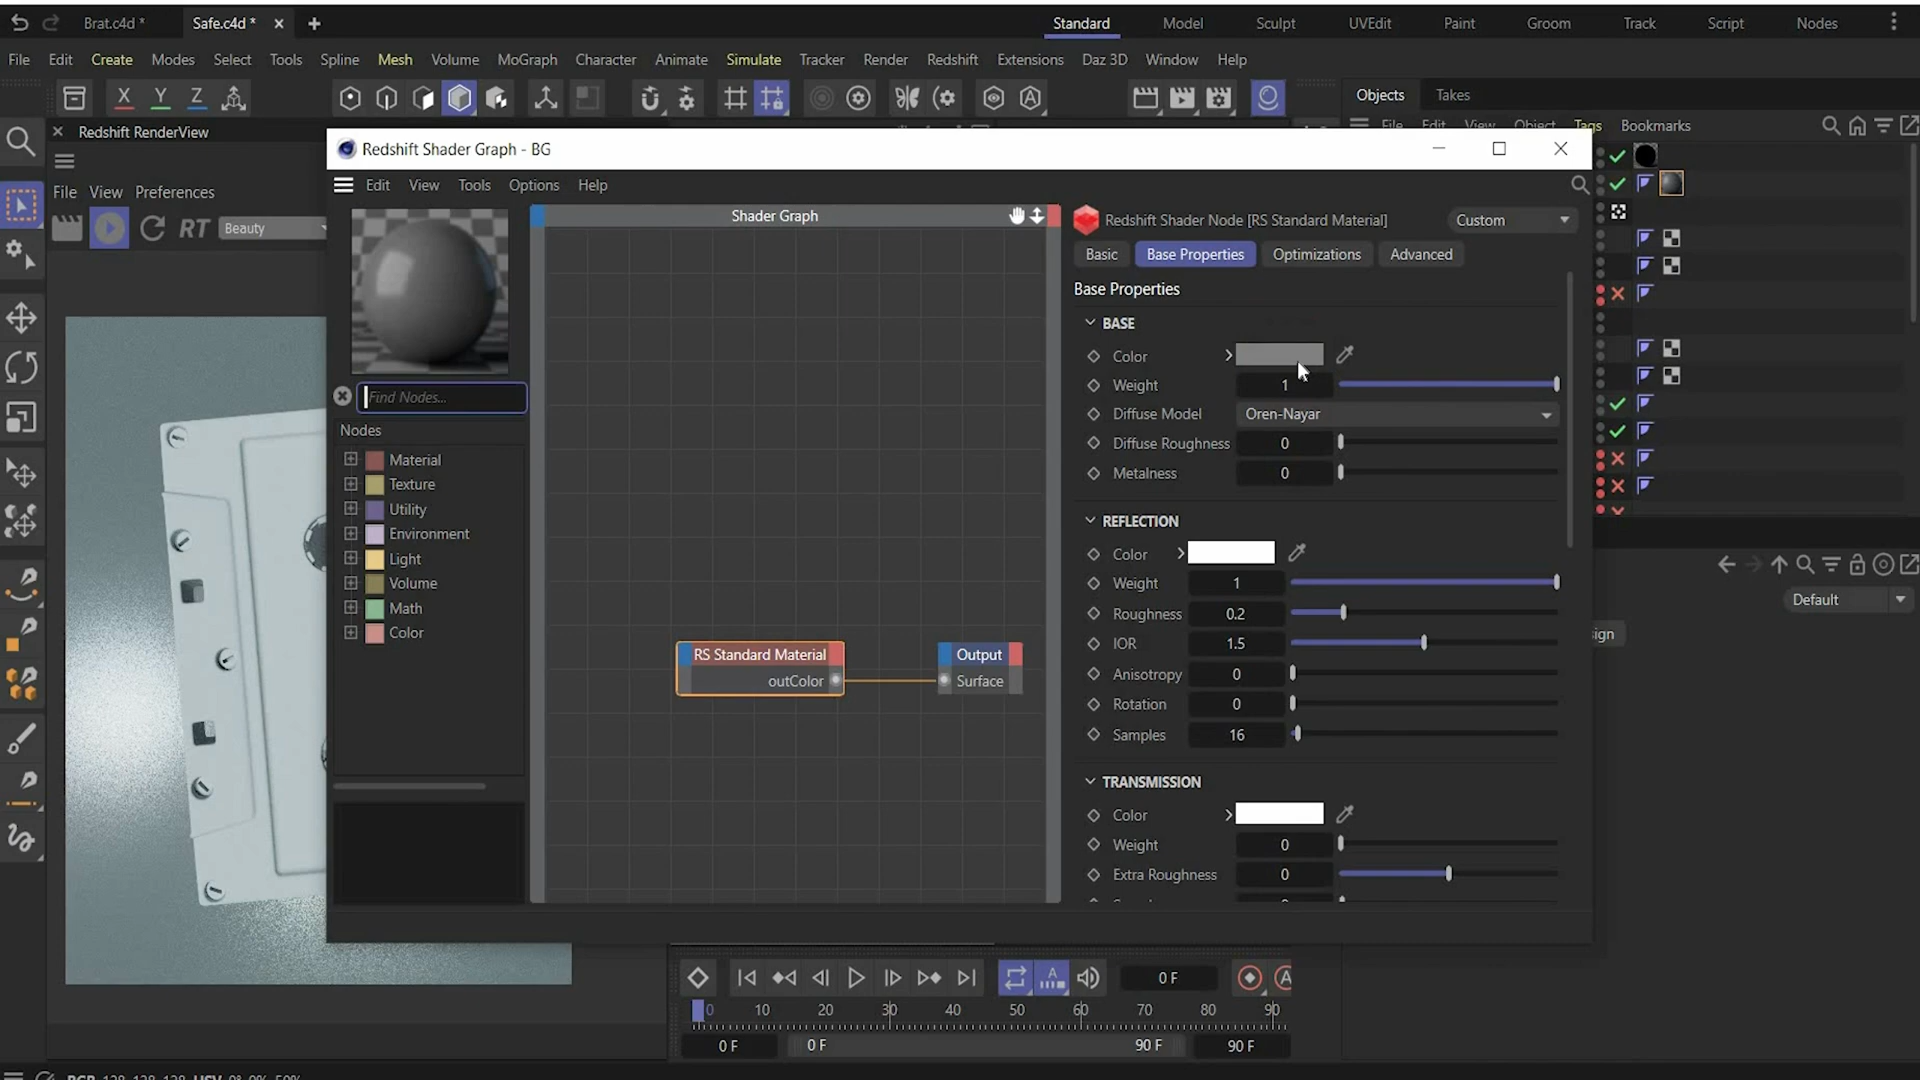 Brat.c4d *
Safe.c4d *
Standard
Model
Sculpt
UVEdit
Paint
Groom
Track
Script
Nodes
File
Edit
Create
Modes
Select
Tools
Spline
Mesh
Volume
MoGraph
Character
Animate
Simulate
Tracker
Render
Redshift
Extensions
Daz 3D
Window
Help
X
Y
Z
Objects
Takes
File
Edit
View
Object
Tags
Bookmarks
Redshift RenderView
File
View
Preferences
RT
Beauty
Redshift Shader Graph - BG
Edit
View
Tools
Options
Help
Find Nodes...
Nodes
Material
Texture
Utility
Environment
Light
Volume
Math
Color
Shader Graph
RS Standard Material
outColor
Output
Surface
Redshift Shader Node [RS Standard Material]
Custom
Basic
Base Properties
Optimizations
Advanced
Base Properties
BASE
Color
Weight
1
Diffuse Model
Oren-Nayar
Diffuse Roughness
0
Metalness
0
REFLECTION
Color
Weight
1
Roughness
0.2
IOR
1.5
Anisotropy
0
Rotation
0
Samples
16
TRANSMISSION
Color
Weight
0
Extra Roughness
0
Default
ign
0 F
0
10
20
30
40
50
60
70
80
90
0 F
0 F
90 F
90 F